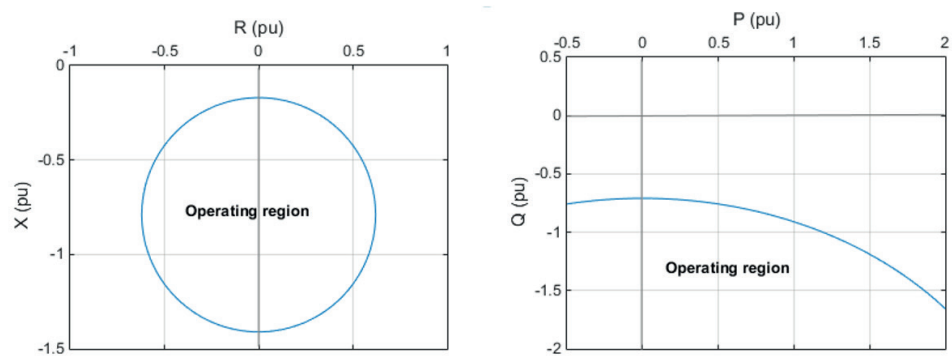 R (pu)
-1 -0.5 0 0.5 1
0
-0.5
-1
-1.5
X (pu)
Operating region
P (pu)
-0.5 0 0.5 1 1.5 2
0.5
0
-0.5
-1
-1.5
-2
Q (pu)
Operating region